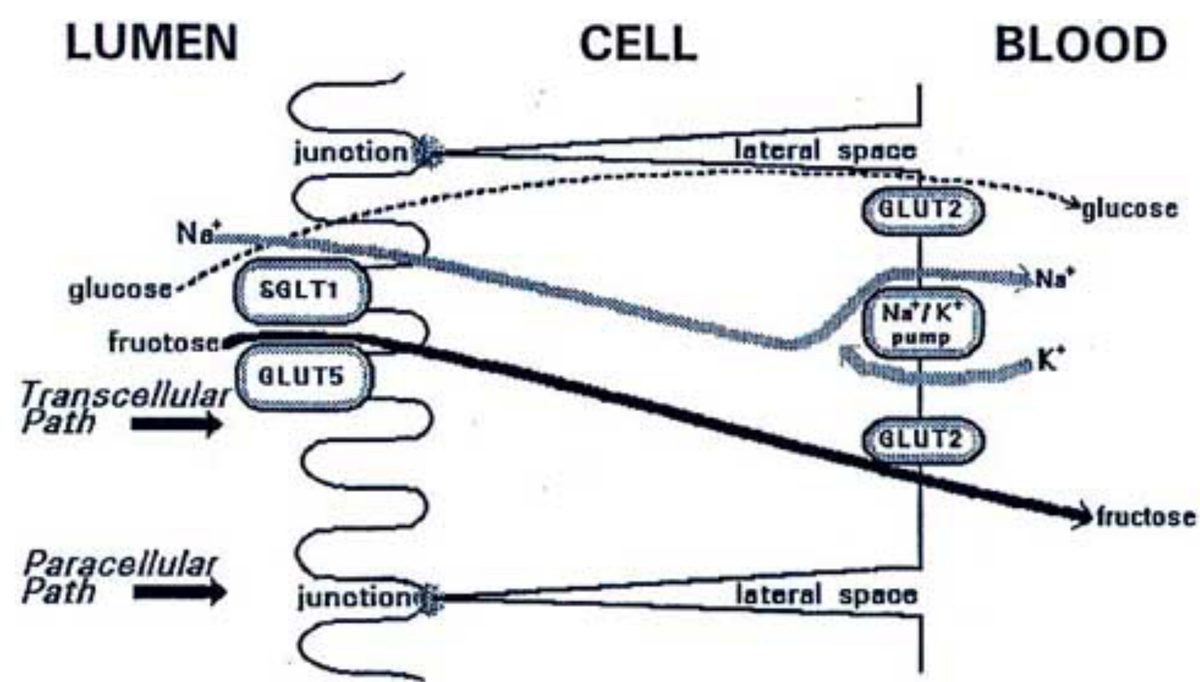 LUMEN CELL BLOOD
junction lateral space
GLUT2
glucose
Na⁺
glucose
SGLT1
Na⁺
Na⁺/K⁺
pump
fructose
K⁺
GLUT5
Transcellular
Path
GLUT2
fructose
Paracellular
Path
junction lateral space